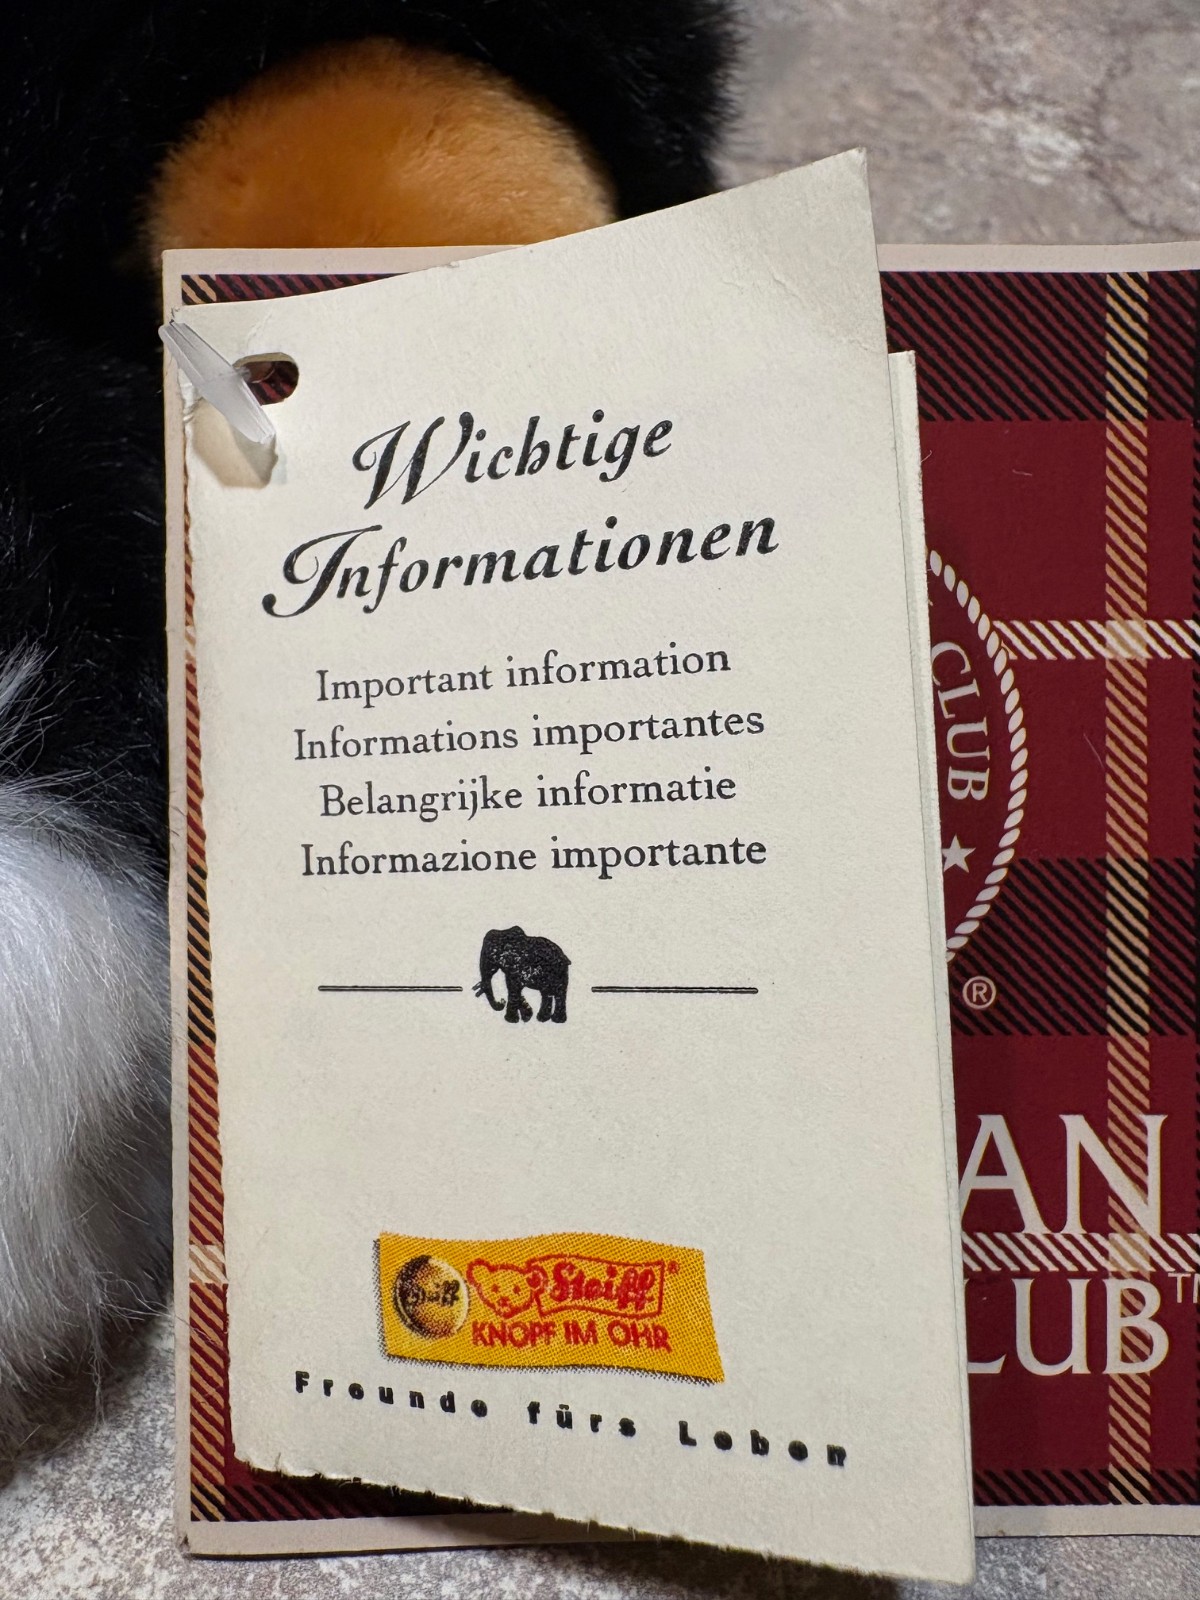 Wichtige
Informationen
Important information
Informations importantes
Belangrijke informatie
Informazione importante
Steiff®
KNOPF IM OHR
Freunde fürs Leben
CLUB
®
AN
LUB™